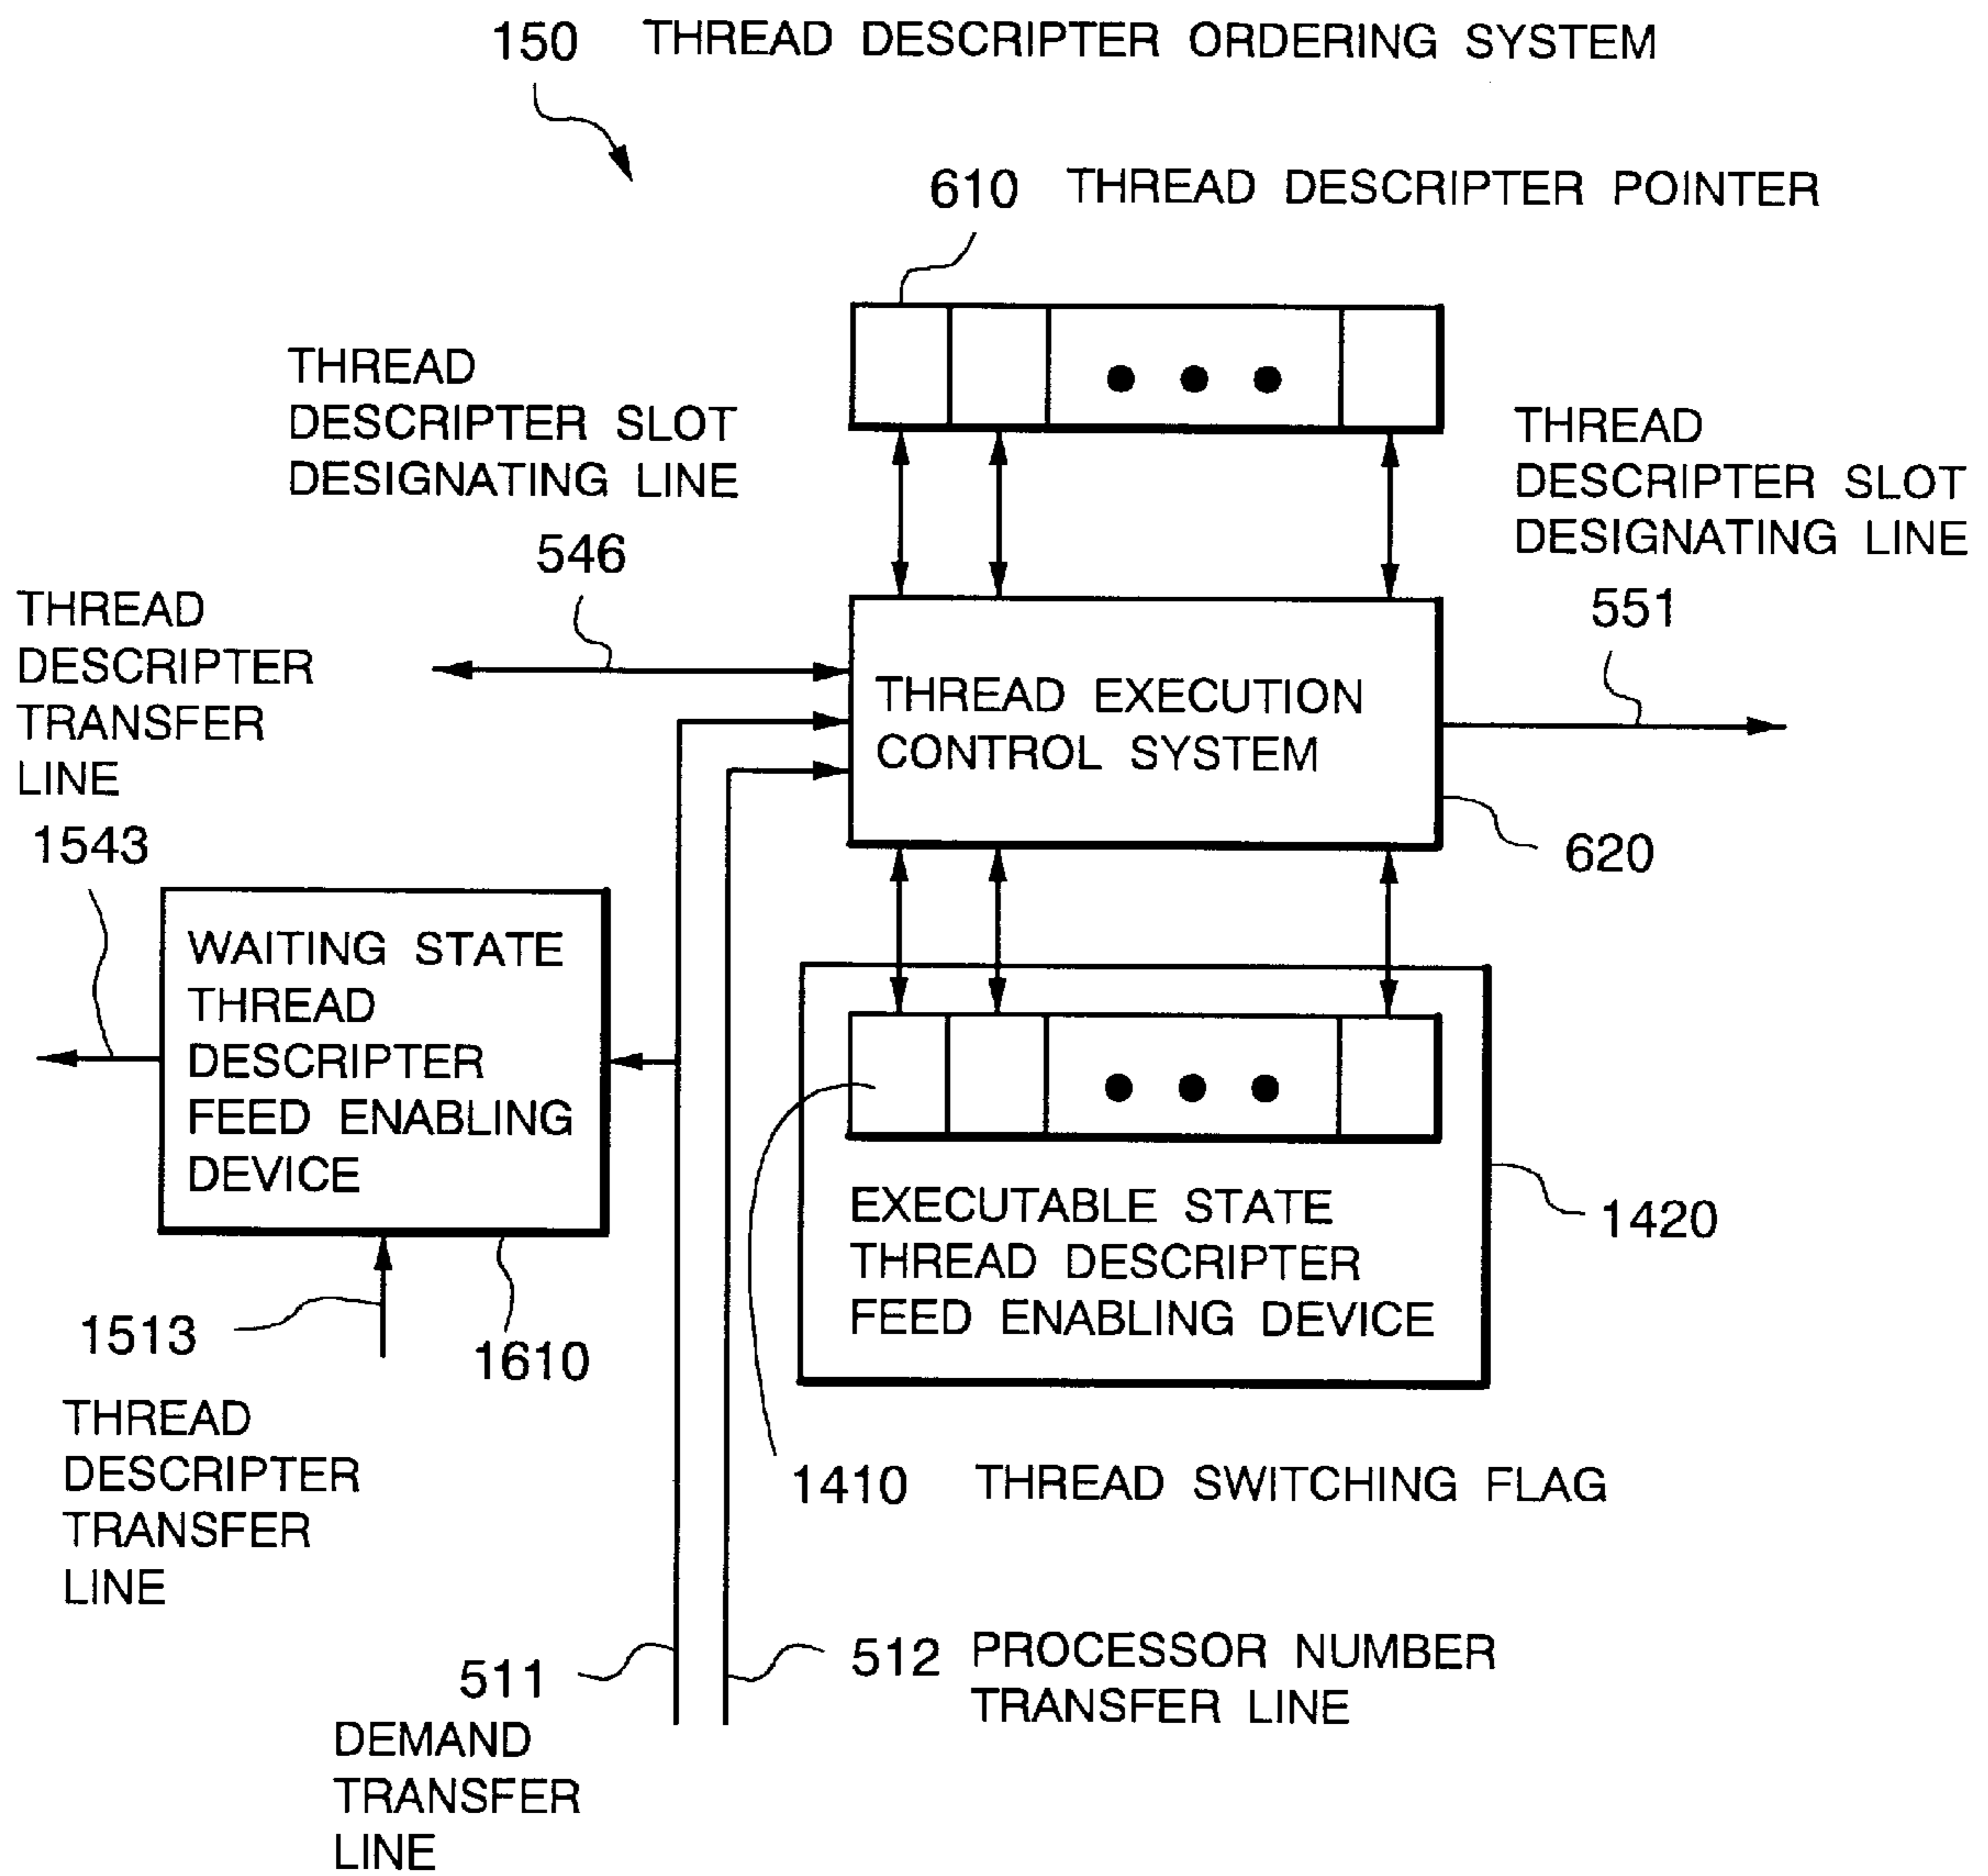 150 THREAD DESCRIPTER ORDERING SYSTEM
610 THREAD DESCRIPTER POINTER
THREAD
DESCRIPTER SLOT
DESIGNATING LINE
546
THREAD
DESCRIPTER SLOT
DESIGNATING LINE
551
THREAD
DESCRIPTER
TRANSFER
LINE
1543
THREAD EXECUTION
CONTROL SYSTEM
620
WAITING STATE
THREAD
DESCRIPTER
FEED ENABLING
DEVICE
EXECUTABLE STATE
THREAD DESCRIPTER
FEED ENABLING DEVICE
1420
1513
1610
THREAD
DESCRIPTER
TRANSFER
LINE
1410 THREAD SWITCHING FLAG
511
DEMAND
TRANSFER
LINE
512 PROCESSOR NUMBER
TRANSFER LINE